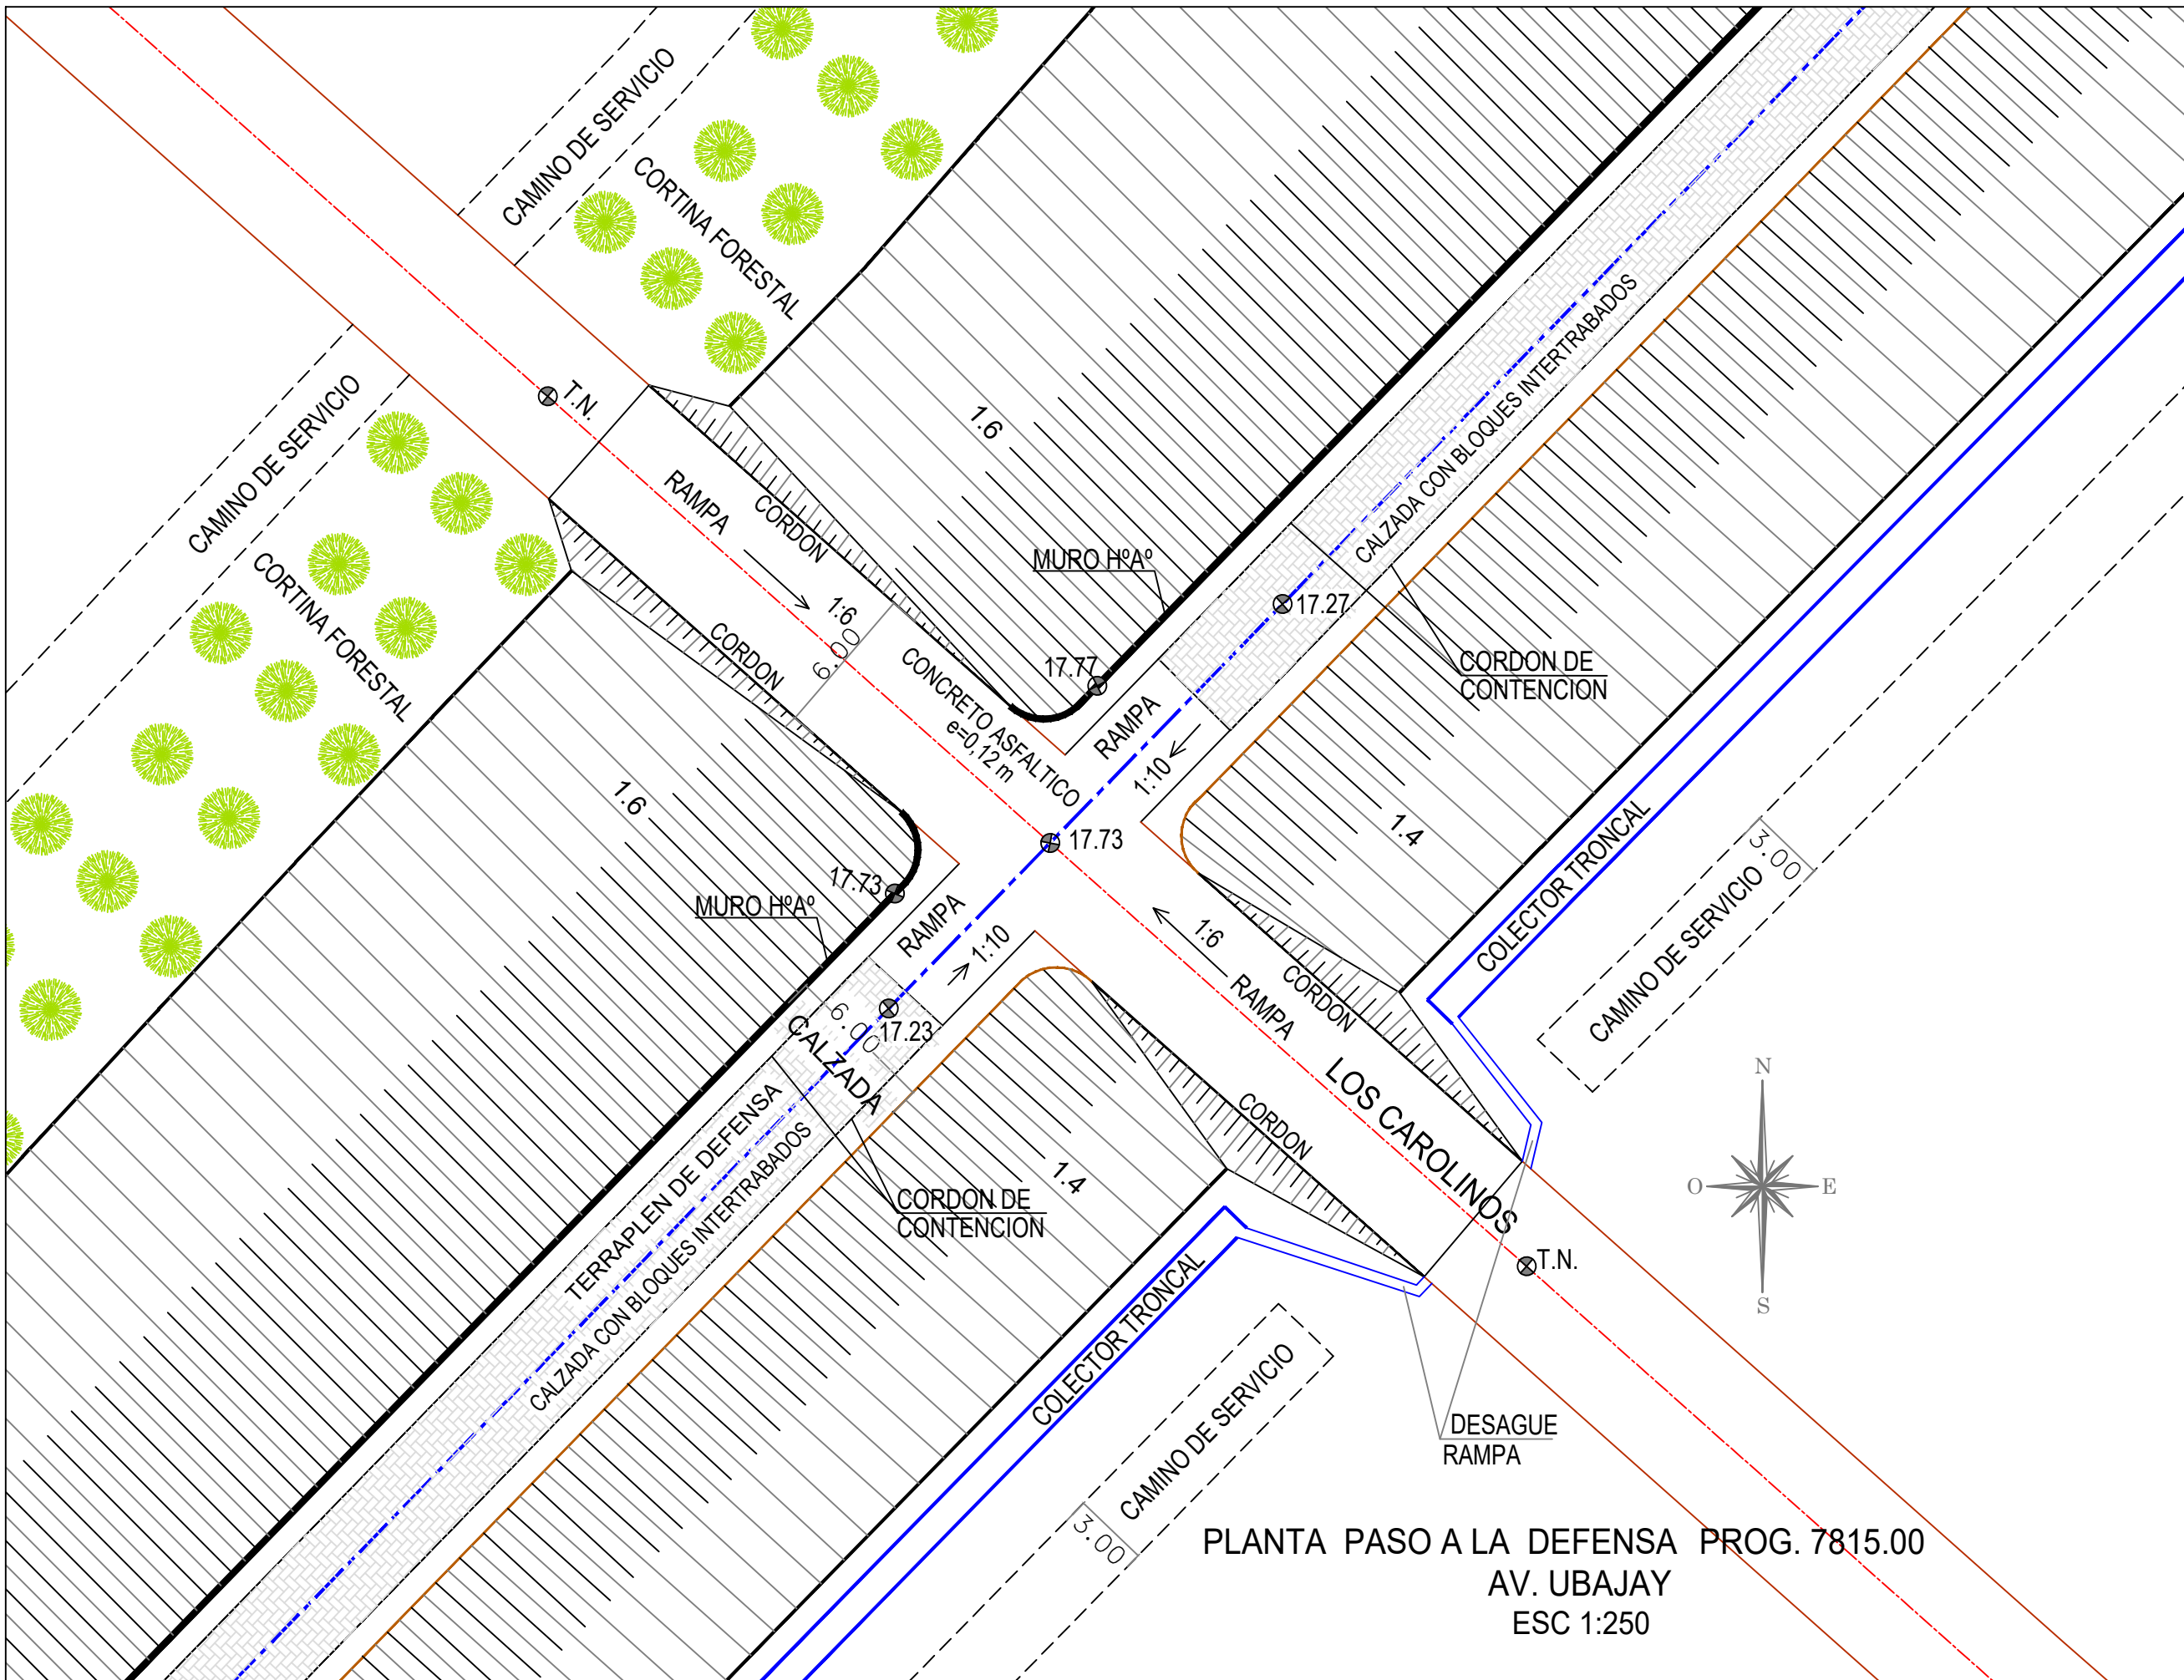 CAMINO DE SERVICIO
CORTINA FORESTAL
T.N.
CAMINO DE SERVICIO
CORTINA FORESTAL
RAMPA
CORDON
1:6
6.00
CORDON
1.6
MURO HºAº
17.77
CALZADA CON BLOQUES INTERTRABADOS
17.27
CORDON DE
CONTENCION
CONCRETO ASFALTICO
e=0,12 m
RAMPA
1:10
17.73
1.4
1.6
17.73
MURO HºAº
RAMPA
1:10
6.00
17.23
CALZADA
TERRAPLEN DE DEFENSA
CALZADA CON BLOQUES INTERTRABADOS
CORDON DE
CONTENCION
1.4
1:6
RAMPA
CORDON
CORDON
LOS CAROLINOS
T.N.
COLECTOR TRONCAL
CAMINO DE SERVICIO
3.00
N
O
E
S
COLECTOR TRONCAL
CAMINO DE SERVICIO
3.00
DESAGUE
RAMPA
PLANTA PASO A LA DEFENSA PROG. 7815.00
AV. UBAJAY
ESC 1:250